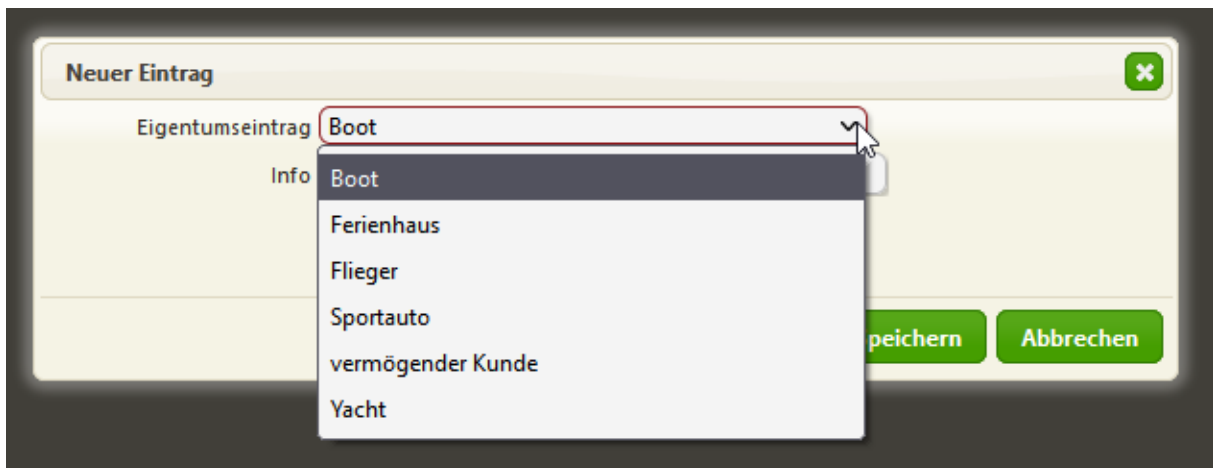 Neuer Eintrag
Eigentumseintrag Boot
Info
Boot
Ferienhaus
Flieger
Sportauto
vermögender Kunde
Yacht
peichern Abbrechen